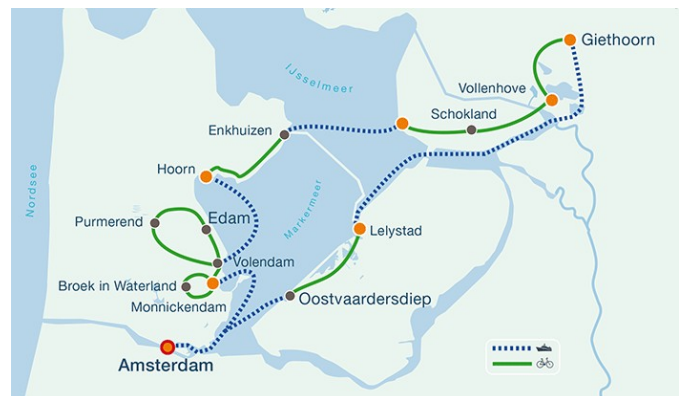 Giethoorn
IJsselmeer
Vollenhove
Schokland
Enkhuizen
Hoorn
Nordsee
Markermeer
Edam
Purmerend
Lelystad
Volendam
Broek in Waterland
Monnickendam
Oostvaardersdiep
Amsterdam